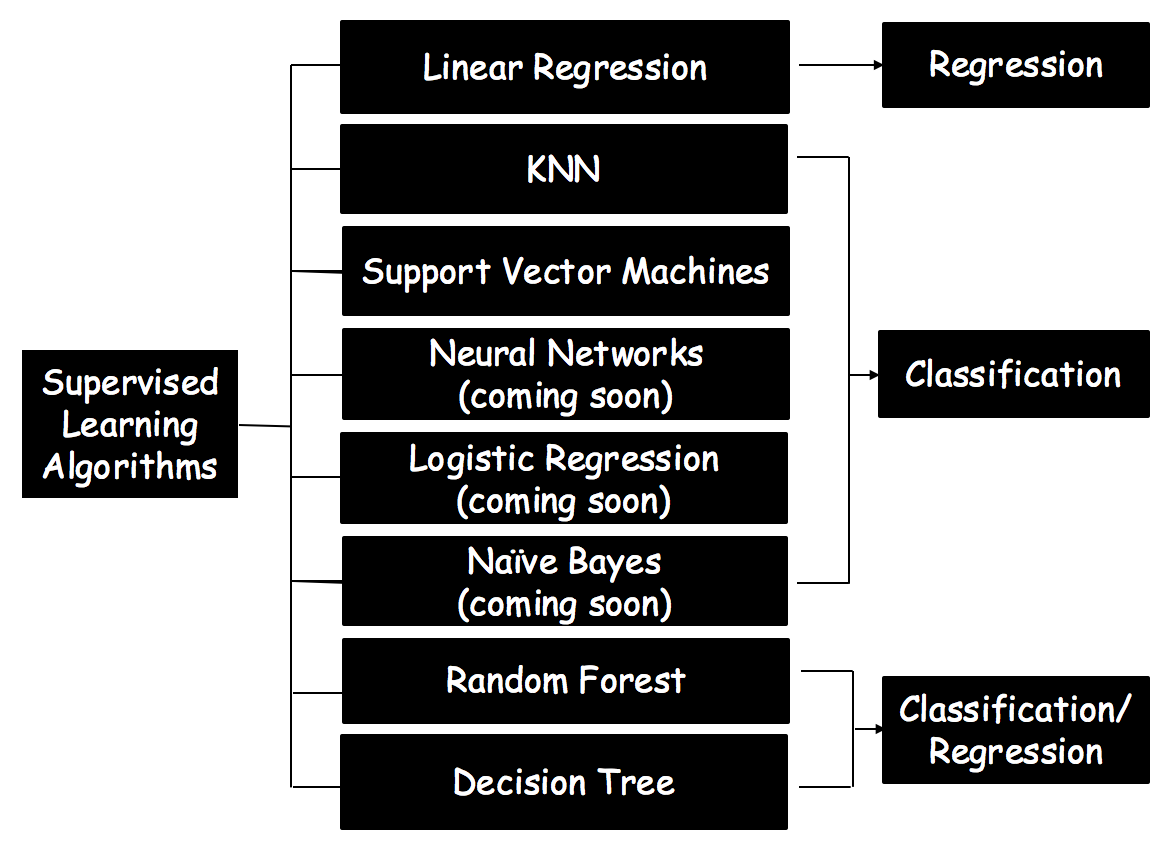 Linear Regression
Regression
KNN
Support Vector Machines
Neural Networks
(coming soon)
Classification
Supervised
Learning
Algorithms
Logistic Regression
(coming soon)
Naïve Bayes
(coming soon)
Random Forest
Classification/
Regression
Decision Tree